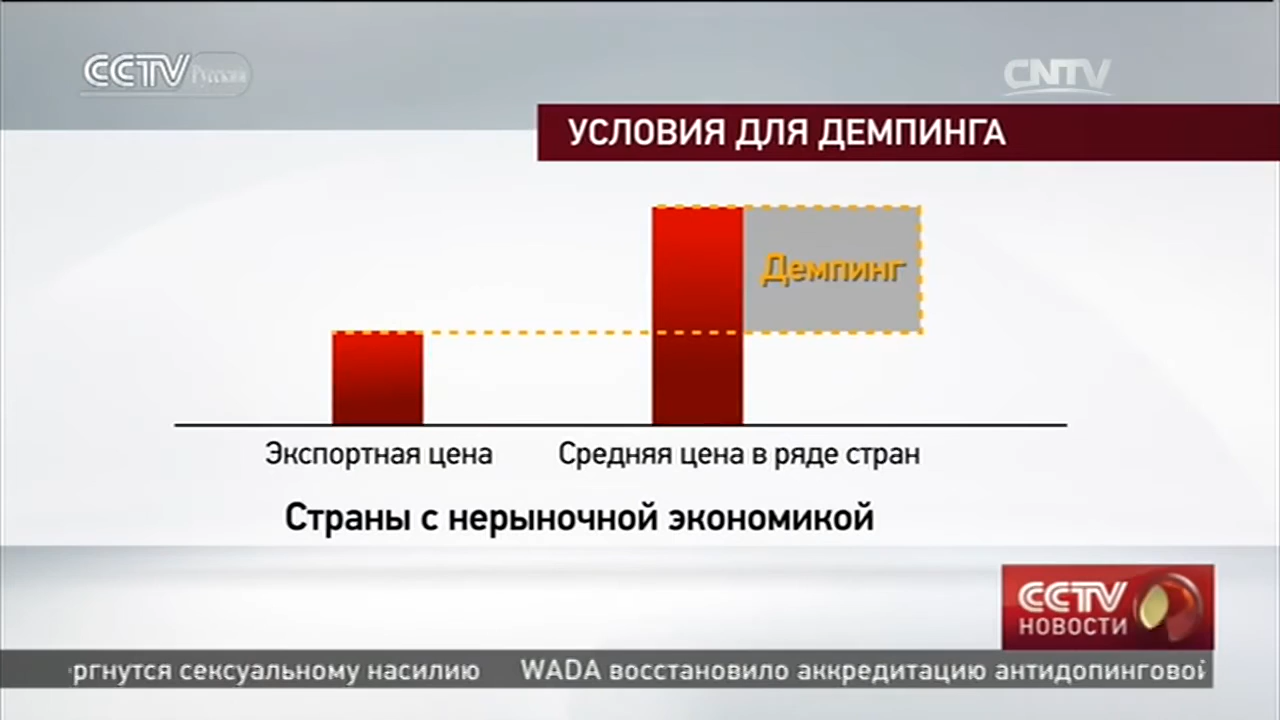 CCTV Русский
CNTV
УСЛОВИЯ ДЛЯ ДЕМПИНГА
Демпинг
Экспортная цена
Средняя цена в ряде стран
Страны с нерыночной экономикой
CCTV
НОВОСТИ
ргнутся сексуальному насилию WADA восстановило аккредитацию антидопинговой